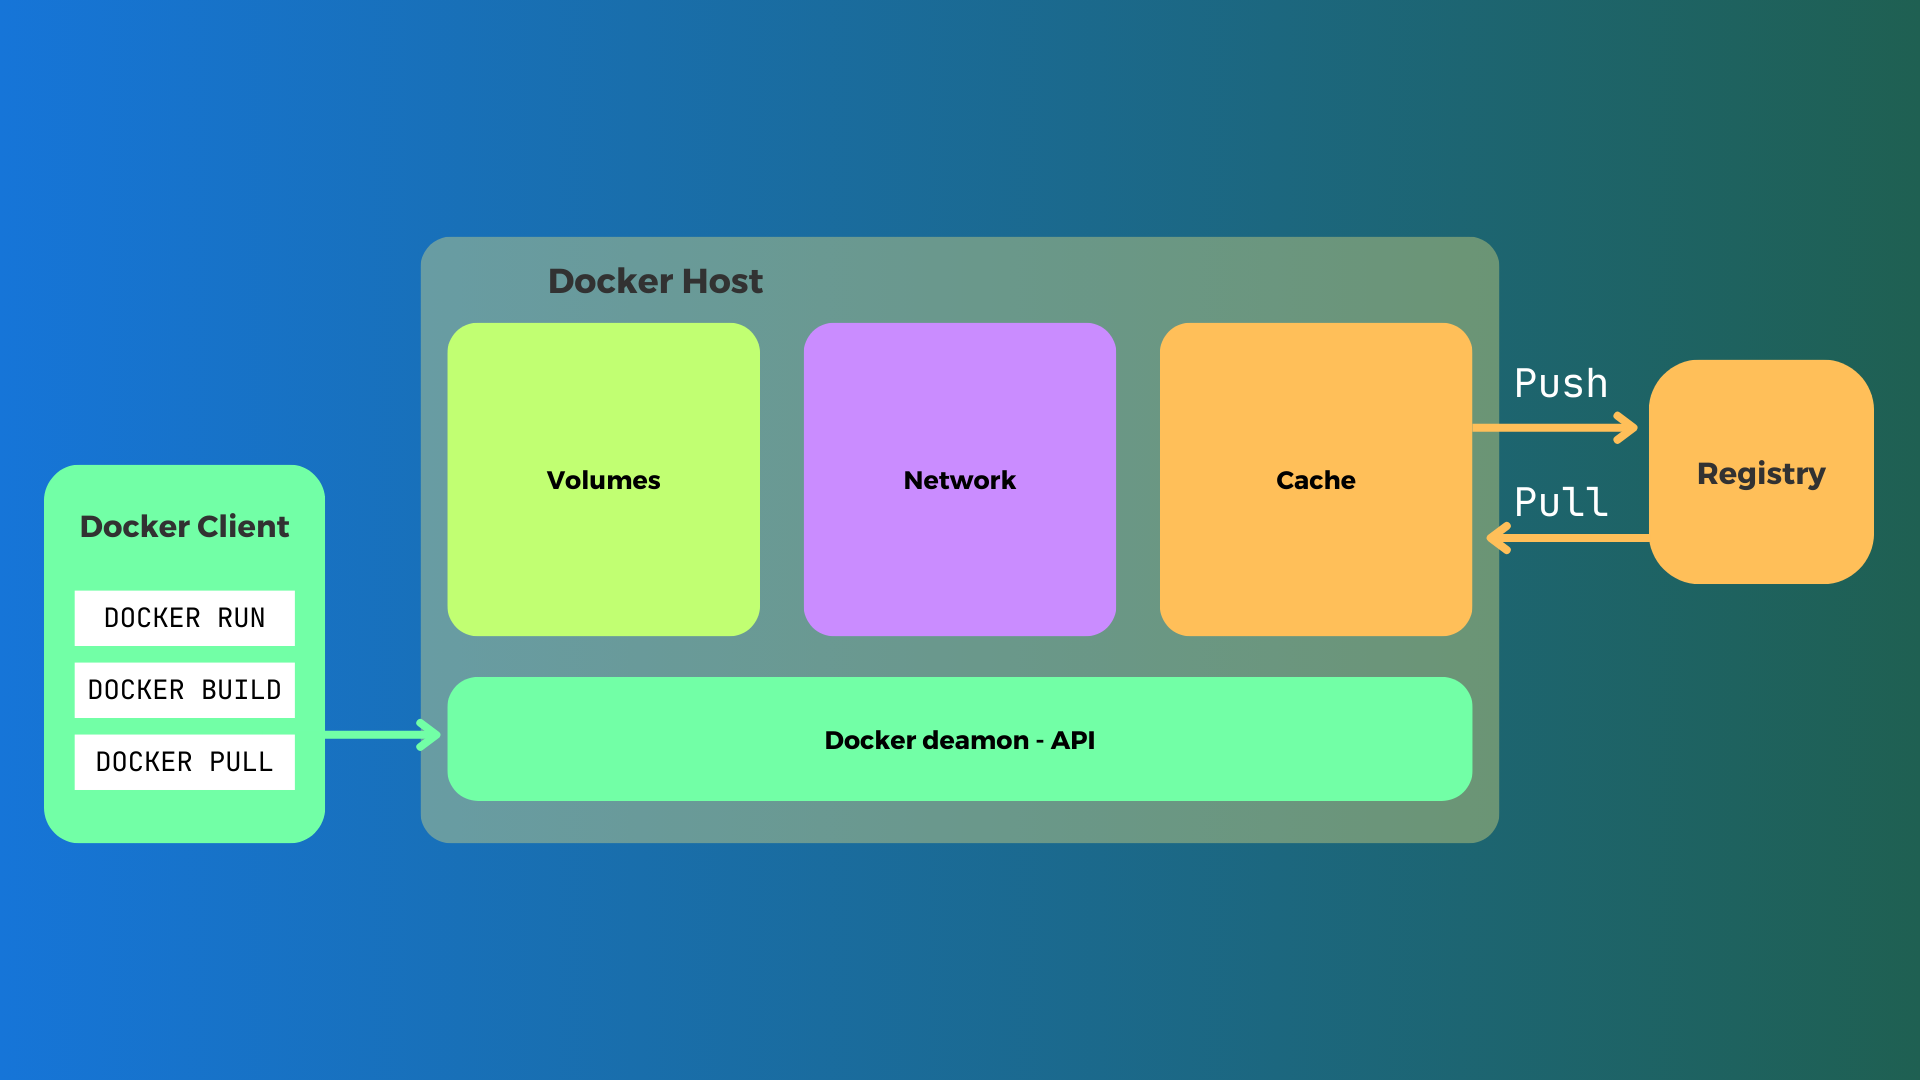 Docker Client
DOCKER RUN
DOCKER BUILD
DOCKER PULL
Docker Host
Volumes
Network
Cache
Docker deamon - API
Push
Pull
Registry